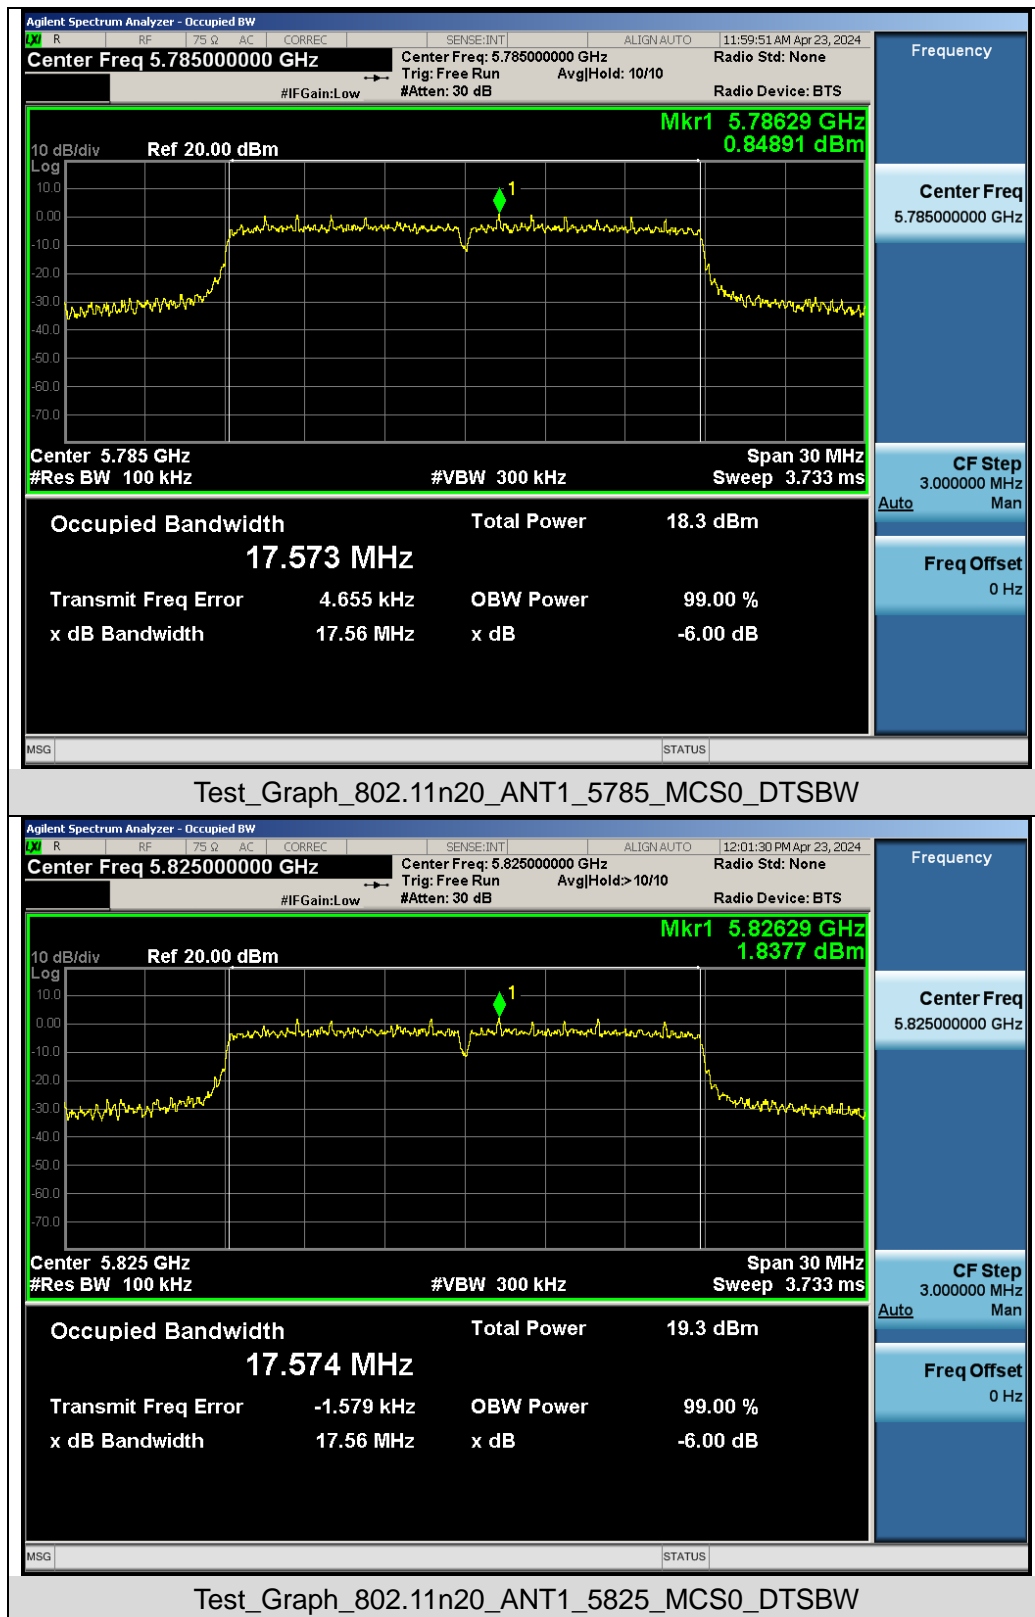 Agilent Spectrum Analyzer - Occupied BW
LXI R RF 75 Ω AC CORREC SENSE:INT ALIGN AUTO 11:59:51 AM Apr 23, 2024
Center Freq 5.785000000 GHz Center Freq: 5.785000000 GHz Radio Std: None
Trig: Free Run Avg|Hold: 10/10
#IFGain:Low #Atten: 30 dB Radio Device: BTS
Frequency
Mkr1 5.78629 GHz
0.84891 dBm
10 dB/div Ref 20.00 dBm
Log
10.0
0.00
-10.0
-20.0
-30.0
-40.0
-50.0
-60.0
-70.0
1
Center 5.785 GHz Span 30 MHz
#Res BW 100 kHz #VBW 300 kHz Sweep 3.733 ms
Occupied Bandwidth Total Power 18.3 dBm
17.573 MHz
Transmit Freq Error 4.655 kHz OBW Power 99.00 %
x dB Bandwidth 17.56 MHz x dB -6.00 dB
Center Freq
5.785000000 GHz
CF Step
3.000000 MHz
Auto Man
Freq Offset
0 Hz
MSG STATUS
Test_Graph_802.11n20_ANT1_5785_MCS0_DTSBW
Agilent Spectrum Analyzer - Occupied BW
LXI R RF 75 Ω AC CORREC SENSE:INT ALIGN AUTO 12:01:30 PM Apr 23, 2024
Center Freq 5.825000000 GHz Center Freq: 5.825000000 GHz Radio Std: None
Trig: Free Run Avg|Hold:>10/10
#IFGain:Low #Atten: 30 dB Radio Device: BTS
Frequency
Mkr1 5.82629 GHz
1.8377 dBm
10 dB/div Ref 20.00 dBm
Log
10.0
0.00
-10.0
-20.0
-30.0
-40.0
-50.0
-60.0
-70.0
1
Center 5.825 GHz Span 30 MHz
#Res BW 100 kHz #VBW 300 kHz Sweep 3.733 ms
Occupied Bandwidth Total Power 19.3 dBm
17.574 MHz
Transmit Freq Error -1.579 kHz OBW Power 99.00 %
x dB Bandwidth 17.56 MHz x dB -6.00 dB
Center Freq
5.825000000 GHz
CF Step
3.000000 MHz
Auto Man
Freq Offset
0 Hz
MSG STATUS
Test_Graph_802.11n20_ANT1_5825_MCS0_DTSBW